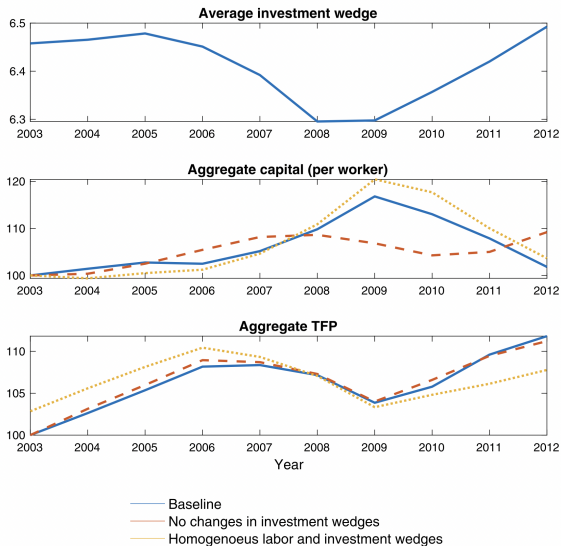 Average investment wedge
6.5
6.4
6.3
2003 2004 2005 2006 2007 2008 2009 2010 2011 2012
Aggregate capital (per worker)
120
110
100
2003 2004 2005 2006 2007 2008 2009 2010 2011 2012
Aggregate TFP
110
105
100
2003 2004 2005 2006 2007 2008 2009 2010 2011 2012
Year
Baseline
No changes in investment wedges
Homogenoeus labor and investment wedges